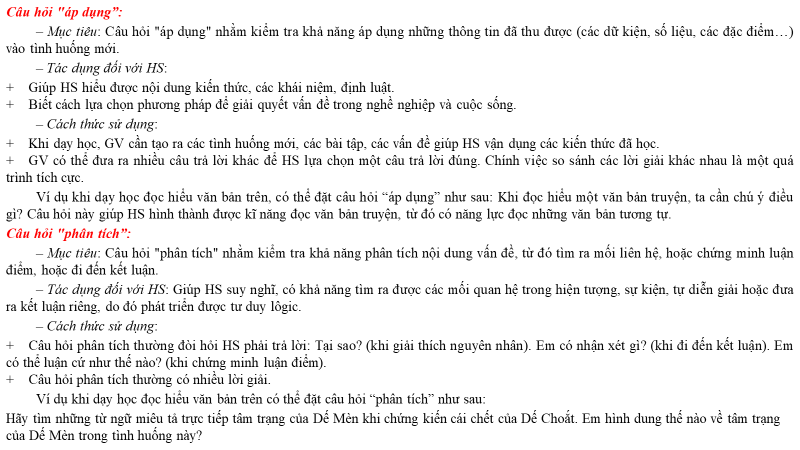 Câu hỏi "áp dụng”:
– Mục tiêu: Câu hỏi "áp dụng" nhằm kiểm tra khả năng áp dụng những thông tin đã thu được (các dữ kiện, số liệu, các đặc điểm…)
vào tình huống mới.
– Tác dụng đối với HS:
+ Giúp HS hiểu được nội dung kiến thức, các khái niệm, định luật.
+ Biết cách lựa chọn phương pháp để giải quyết vấn đề trong nghề nghiệp và cuộc sống.
– Cách thức sử dụng:
+ Khi dạy học, GV cần tạo ra các tình huống mới, các bài tập, các vấn đề giúp HS vận dụng các kiến thức đã học.
+ GV có thể đưa ra nhiều câu trả lời khác để HS lựa chọn một câu trả lời đúng. Chính việc so sánh các lời giải khác nhau là một quá
trình tích cực.
Ví dụ khi dạy học đọc hiểu văn bản trên, có thể đặt câu hỏi “áp dụng” như sau: Khi đọc hiểu một văn bản truyện, ta cần chú ý điều
gì? Câu hỏi này giúp HS hình thành được kĩ năng đọc văn bản truyện, từ đó có năng lực đọc những văn bản tương tự.
Câu hỏi "phân tích”:
– Mục tiêu: Câu hỏi "phân tích" nhằm kiểm tra khả năng phân tích nội dung vấn đề, từ đó tìm ra mối liên hệ, hoặc chứng minh luận
điểm, hoặc đi đến kết luận.
– Tác dụng đối với HS: Giúp HS suy nghĩ, có khả năng tìm ra được các mối quan hệ trong hiện tượng, sự kiện, tự diễn giải hoặc đưa
ra kết luận riêng, do đó phát triển được tư duy lôgic.
– Cách thức sử dụng:
+ Câu hỏi phân tích thường đòi hỏi HS phải trả lời: Tại sao? (khi giải thích nguyên nhân). Em có nhận xét gì? (khi đi đến kết luận). Em
có thể luận cứ như thế nào? (khi chứng minh luận điểm).
+ Câu hỏi phân tích thường có nhiều lời giải.
Ví dụ khi dạy học đọc hiểu văn bản trên có thể đặt câu hỏi “phân tích” như sau:
Hãy tìm những từ ngữ miêu tả trực tiếp tâm trạng của Dế Mèn khi chứng kiến cái chết của Dế Choắt. Em hình dung thế nào về tâm trạng
của Dế Mèn trong tình huống này?